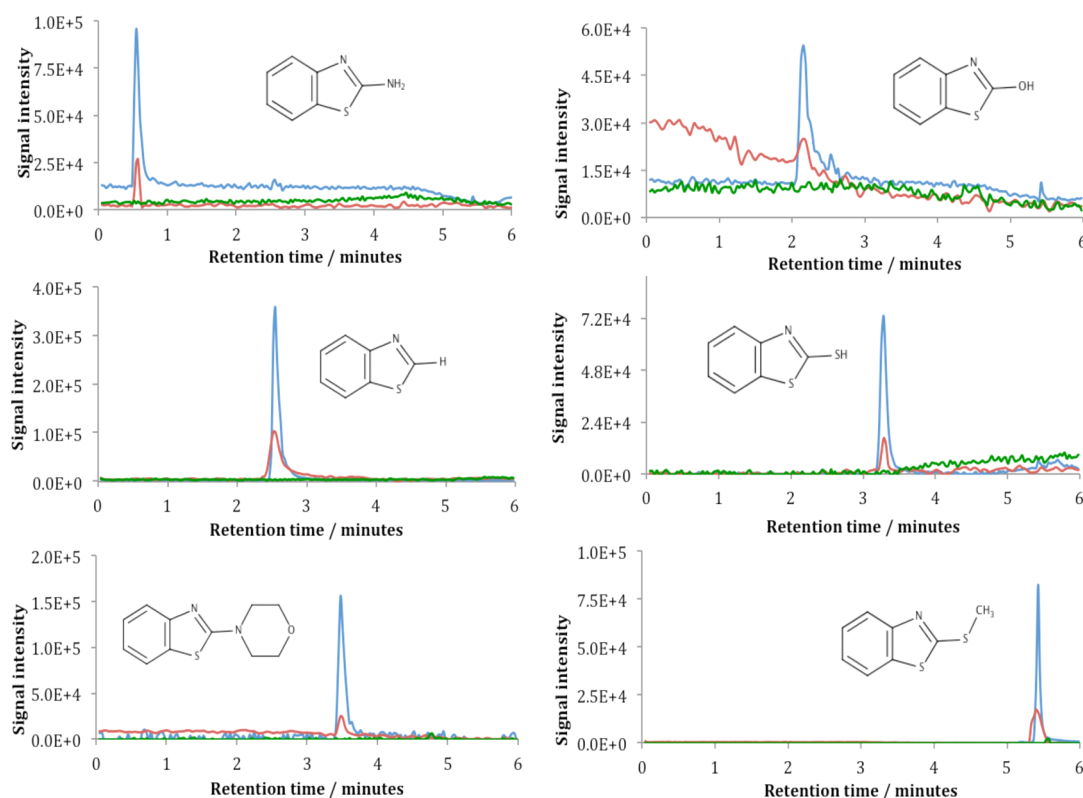 1.0E+5
7.5E+4
5.0E+4
2.5E+4
0.0E+0
Signal intensity
N
NH2
S
0 1 2 3 4 5 6
Retention time / minutes
6.0E+4
4.5E+4
3.0E+4
1.5E+4
0.0E+0
Signal intensity
N
OH
S
0 1 2 3 4 5 6
Retention time / minutes
4.0E+5
3.0E+5
2.0E+5
1.0E+5
0.0E+0
Signal intensity
N
H
S
0 1 2 3 4 5 6
Retention time / minutes
7.2E+4
4.8E+4
2.4E+4
0.0E+0
Signal intensity
N
SH
S
0 1 2 3 4 5 6
Retention time / minutes
2.0E+5
1.5E+5
1.0E+5
5.0E+4
0.0E+0
Signal intensity
N
N
O
S
0 1 2 3 4 5 6
Retention time / minutes
1.0E+5
7.5E+4
5.0E+4
2.5E+4
0.0E+0
Signal intensity
CH3
N
S
S
0 1 2 3 4 5 6
Retention time / minutes